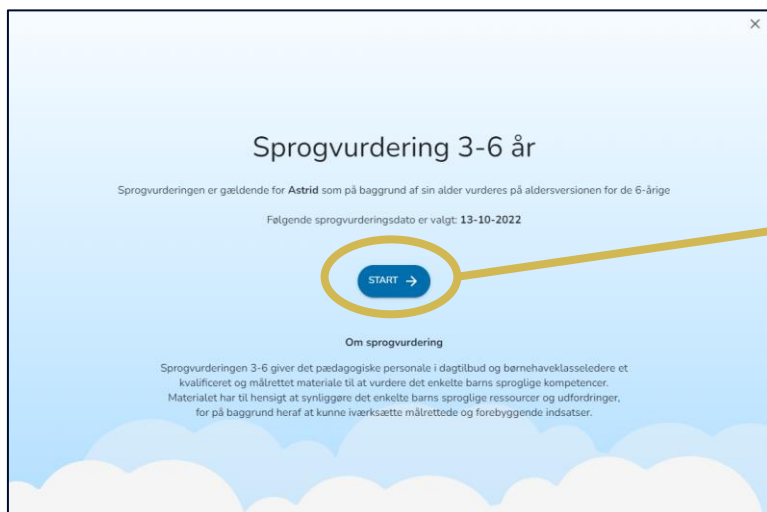 Sprogvurdering 3-6 år
Sprogvurderingen er gældende for Astrid som på baggrund af sin alder vurderes på aldersversionen for de 6-årige
Følgende sprogvurderingsdato er valgt: 13-10-2022
START →
Om sprogvurdering
Sprogvurderingen 3-6 giver det pædagogiske personale i dagtilbud og børnehaveklasseledere et
kvalificeret og målrettet materiale til at vurdere det enkelte barns sproglige kompetencer.
Materialet har til hensigt at synliggøre det enkelte barns sproglige ressourcer og udfordringer,
for på baggrund heraf at kunne iværksætte målrettede og forebyggende indsatser.